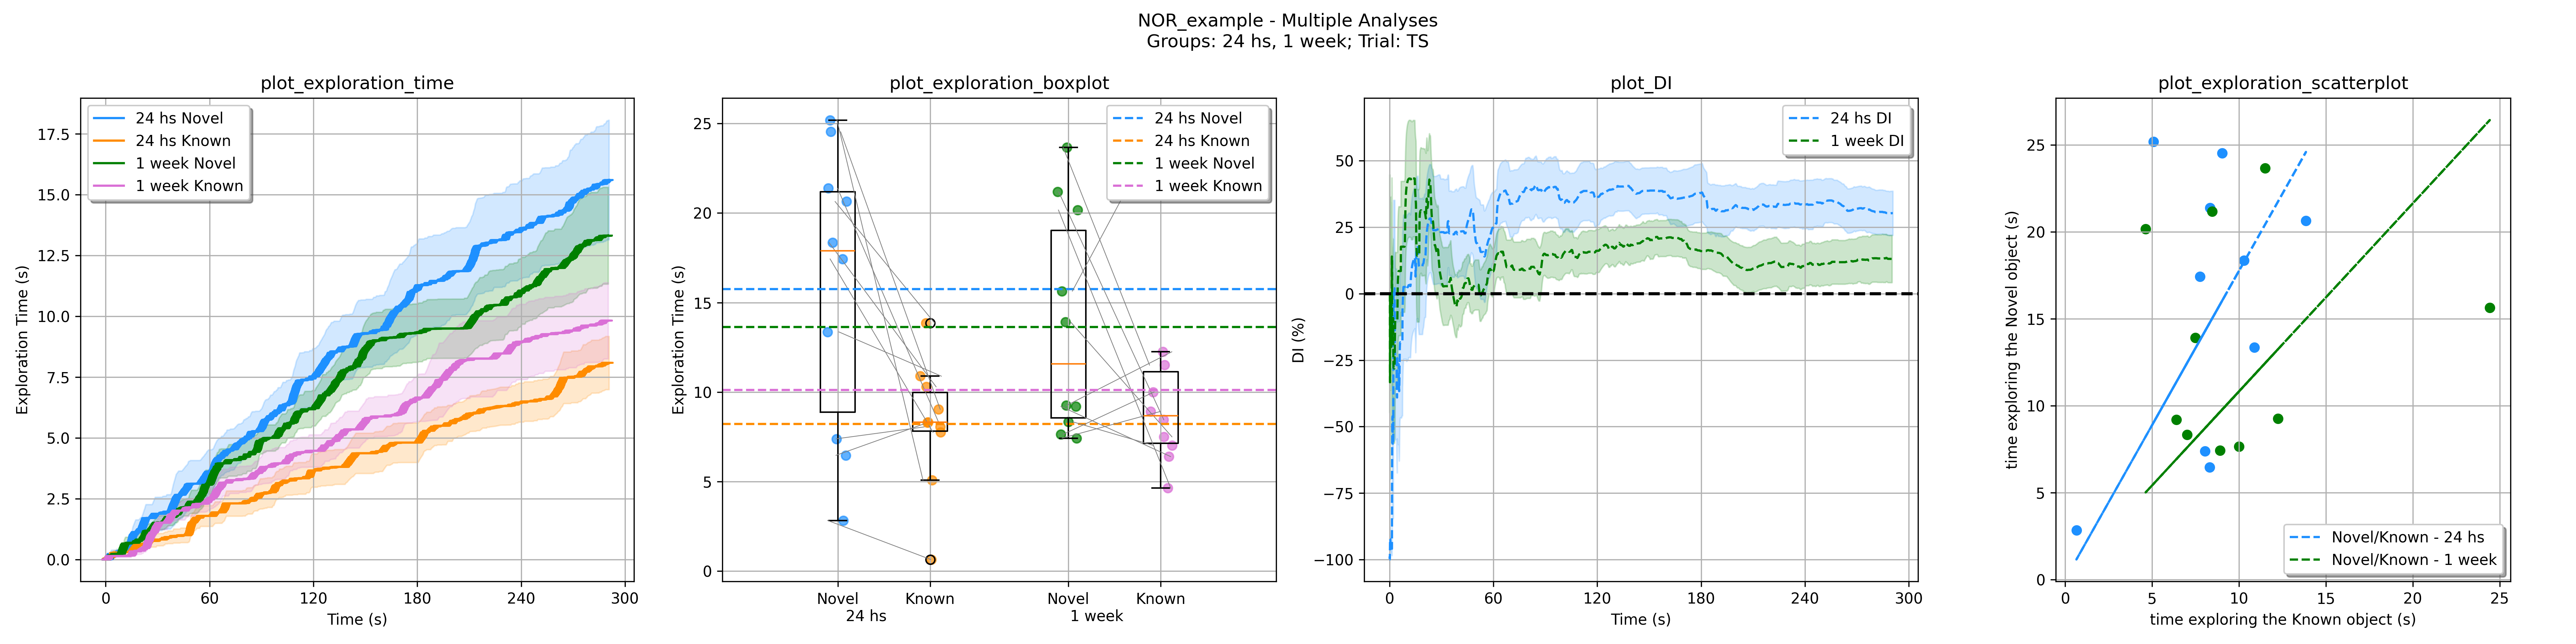 NOR_example - Multiple Analyses
Groups: 24 hs, 1 week; Trial: TS
plot_exploration_time
24 hs Novel
24 hs Known
1 week Novel
1 week Known
Exploration Time (s)
17.5
15.0
12.5
10.0
7.5
5.0
2.5
0.0
0 60 120 180 240 300
Time (s)
plot_exploration_boxplot
24 hs Novel
24 hs Known
1 week Novel
1 week Known
Exploration Time (s)
25
20
15
10
5
0
Novel Known Novel Known
24 hs 1 week
plot_DI
24 hs DI
1 week DI
DI (%)
50
25
0
−25
−50
−75
−100
0 60 120 180 240 300
Time (s)
plot_exploration_scatterplot
time exploring the Novel object (s)
25
20
15
10
5
0
Novel/Known - 24 hs
Novel/Known - 1 week
0 5 10 15 20 25
time exploring the Known object (s)